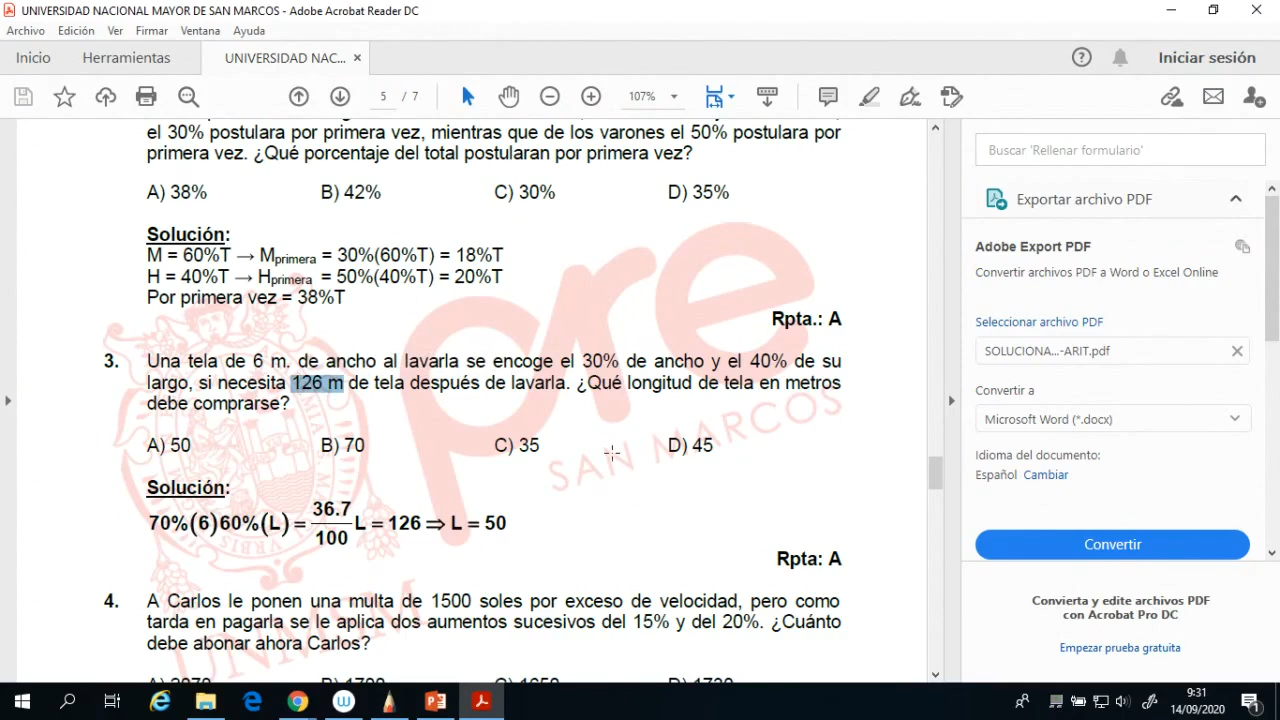 UNIVERSIDAD NACIONAL MAYOR DE SAN MARCOS - Adobe Acrobat Reader DC
Archivo Edición Ver Firmar Ventana Ayuda
Inicio Herramientas UNIVERSIDAD NAC... × Iniciar sesión
5 / 7 107%
el 30% postulara por primera vez, mientras que de los varones el 50% postulara por
primera vez. ¿Qué porcentaje del total postularan por primera vez?
A) 38% B) 42% C) 30% D) 35%
Solución:
M = 60%T → Mprimera = 30%(60%T) = 18%T
H = 40%T → Hprimera = 50%(40%T) = 20%T
Por primera vez = 38%T
Rpta.: A
3. Una tela de 6 m. de ancho al lavarla se encoge el 30% de ancho y el 40% de su
largo, si necesita 126 m de tela después de lavarla. ¿Qué longitud de tela en metros
debe comprarse?
A) 50 B) 70 C) 35 D) 45
Solución:
70%(6)60%(L) = 36.7/100 L = 126 ⇒ L = 50
Rpta: A
4. A Carlos le ponen una multa de 1500 soles por exceso de velocidad, pero como
tarda en pagarla se le aplica dos aumentos sucesivos del 15% y del 20%. ¿Cuánto
debe abonar ahora Carlos?
pre
SAN MARCOS
UNMSM
Buscar 'Rellenar formulario'
Exportar archivo PDF
Adobe Export PDF
Convertir archivos PDF a Word o Excel Online
Seleccionar archivo PDF
SOLUCIONA...-ARIT.pdf
Convertir a
Microsoft Word (*.docx)
Idioma del documento:
Español Cambiar
Convertir
Convierta y edite archivos PDF
con Acrobat Pro DC
Empezar prueba gratuita
9:31
14/09/2020
1